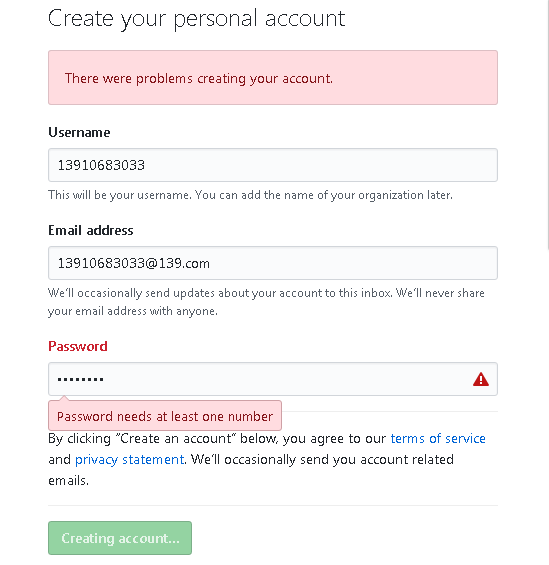 Create your personal account
There were problems creating your account.
Username
13910683033
This will be your username. You can add the name of your organization later.
Email address
13910683033@139.com
We'll occasionally send updates about your account to this inbox. We'll never share
your email address with anyone.
Password
••••••••
Password needs at least one number
By clicking "Create an account" below, you agree to our terms of service
and privacy statement. We'll occasionally send you account related
emails.
Creating account...